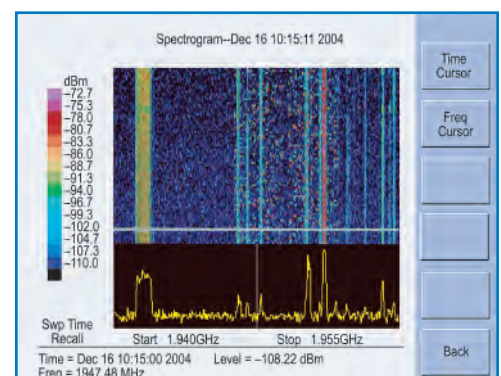 Spectrogram--Dec 16 10:15:11 2004
Time
Cursor
Freq
Cursor
dBm
–72.7
–75.3
–78.0
–80.7
–83.3
–86.0
–88.7
–91.3
–94.0
–96.7
–99.3
–102.0
–104.7
–107.3
–110.0
Swp Time
Recall
Start 1.940GHz Stop 1.955GHz
Time = Dec 16 10:15:00 2004 Level = –108.22 dBm
Freq = 1947.48 MHz
Back